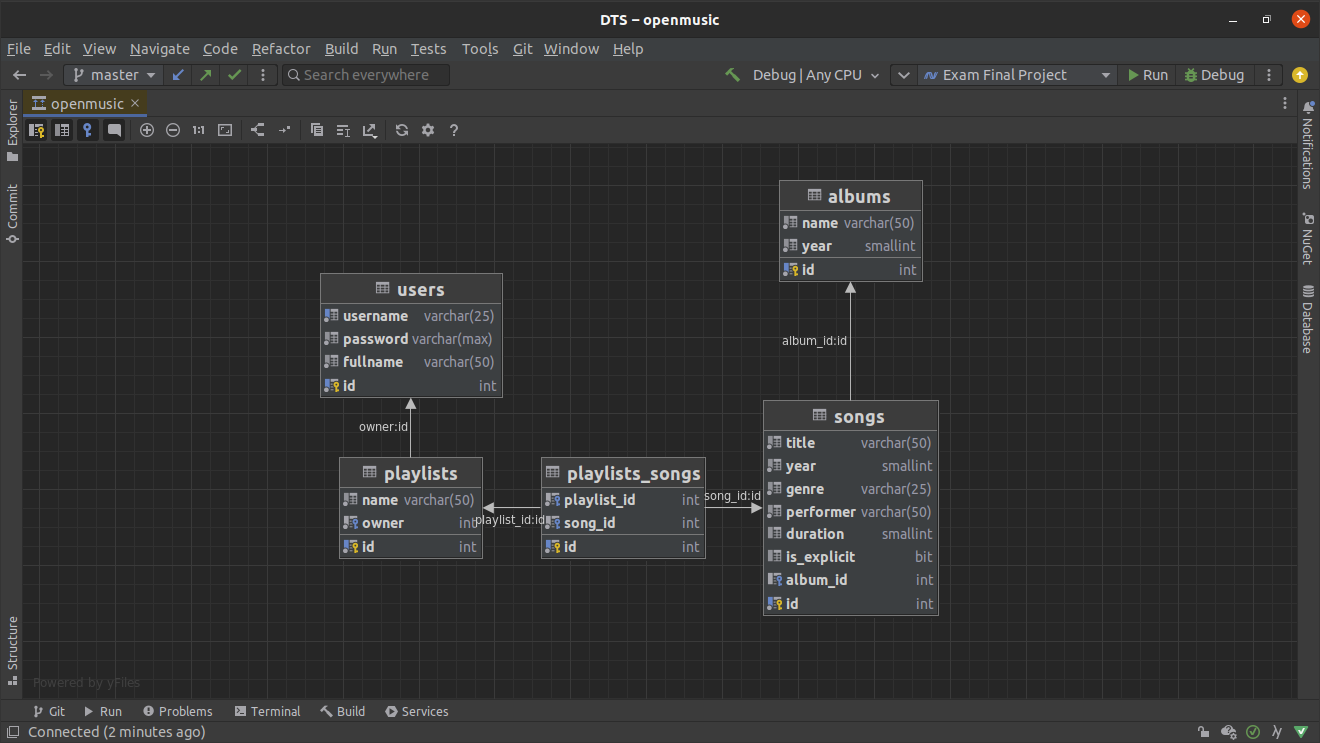 DTS – openmusic
File Edit View Navigate Code Refactor Build Run Tests Tools Git Window Help
master Search everywhere Debug | Any CPU Exam Final Project Run Debug
openmusic
1:1 ?
Explorer
Commit
Structure
Notifications
NuGet
Database
albums
name varchar(50)
year smallint
id int
users
username varchar(25)
password varchar(max)
fullname varchar(50)
id int
album_id:id
owner:id
playlists
name varchar(50)
owner int
id int
playlist_id:id
playlists_songs
playlist_id int
song_id int
id int
song_id:id
songs
title varchar(50)
year smallint
genre varchar(25)
performer varchar(50)
duration smallint
is_explicit bit
album_id int
id int
Powered by yFiles
Git Run Problems Terminal Build Services
Connected (2 minutes ago)